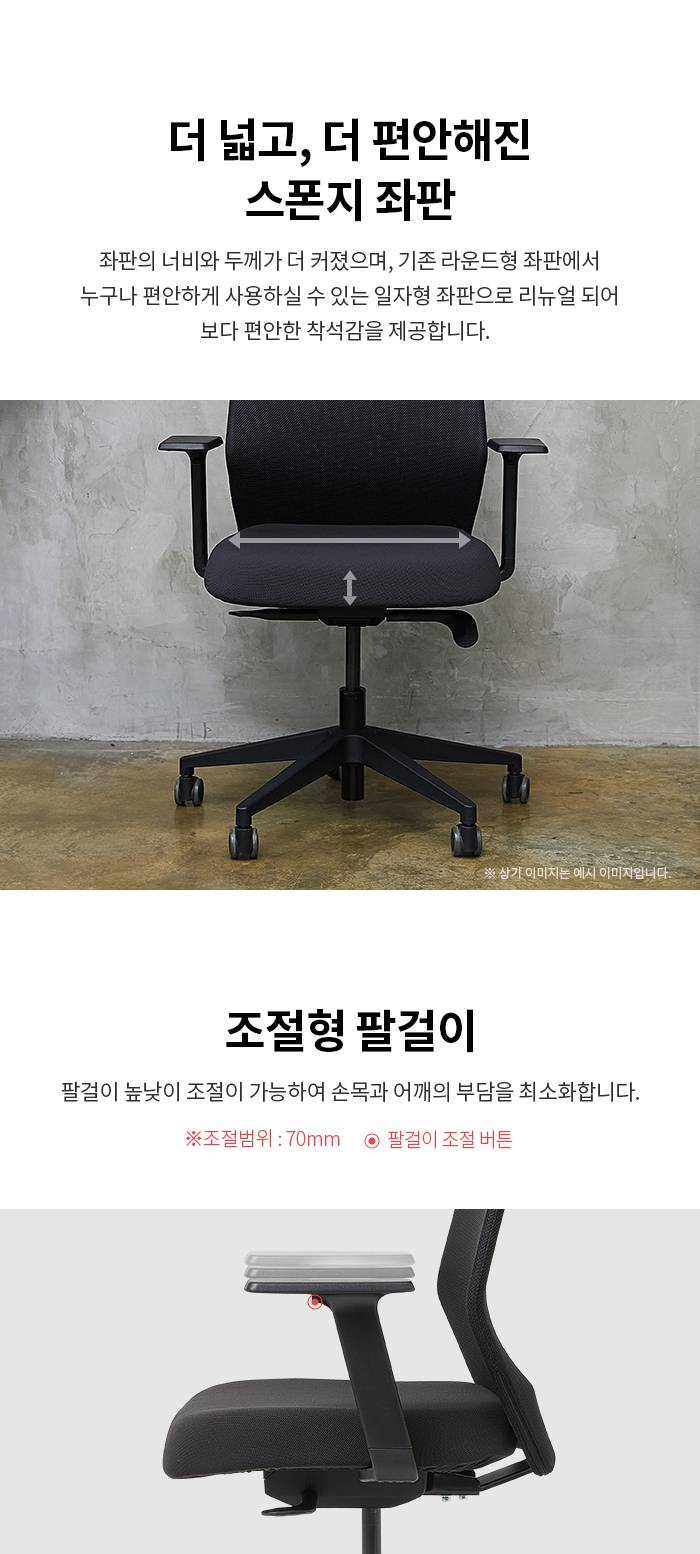 더 넓고, 더 편안해진
스폰지 좌판
좌판의 너비와 두께가 더 커졌으며, 기존 라운드형 좌판에서
누구나 편안하게 사용하실 수 있는 일자형 좌판으로 리뉴얼 되어
보다 편안한 착석감을 제공합니다.
※ 상기 이미지는 예시 이미지입니다.
조절형 팔걸이
팔걸이 높낮이 조절이 가능하여 손목과 어깨의 부담을 최소화합니다.
※조절범위 : 70mm ◉ 팔걸이 조절 버튼